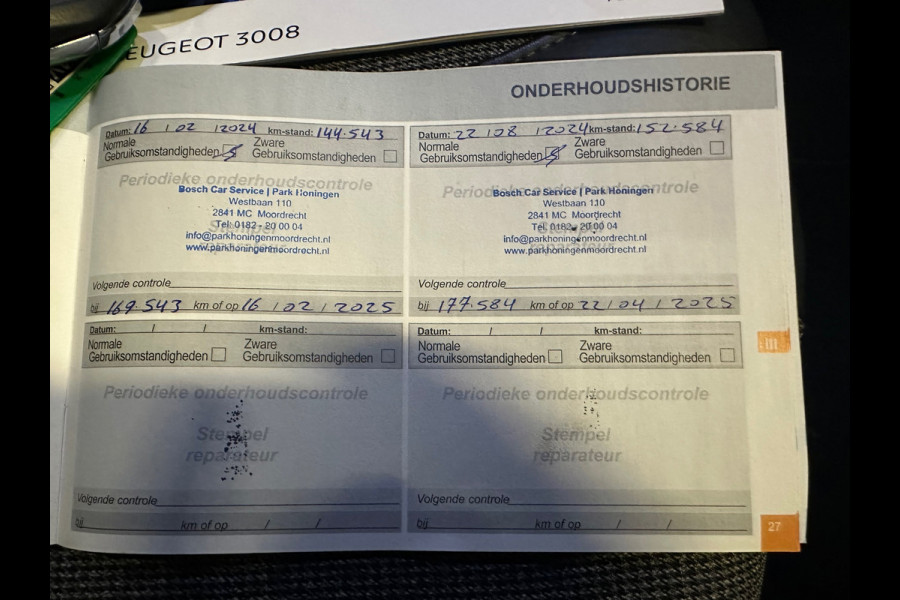 EUGEOT 3008
ONDERHOUDSHISTORIE
Datum: 16 / 02 / 2024 km-stand: 144.543
Normale Gebruiksomstandigheden
Zware Gebruiksomstandigheden
Periodieke onderhoudscontrole
Bosch Car Service | Park Honingen
Westbaan 110
2841 MC Moordrecht
Tel: 0182 - 20 00 04
info@parkhoningenmoordrecht.nl
www.parkhoningenmoordrecht.nl
Volgende controle
bij 169.543 km of op 16 / 02 / 2025
Datum: 22 / 08 / 2024 km-stand: 152.584
Normale Gebruiksomstandigheden
Zware Gebruiksomstandigheden
Periodieke onderhoudscontrole
Bosch Car Service | Park Honingen
Westbaan 110
2841 MC Moordrecht
Tel: 0182 - 20 00 04
info@parkhoningenmoordrecht.nl
www.parkhoningenmoordrecht.nl
Volgende controle
bij 177.584 km of op 22 / 04 / 2025
Datum: / / km-stand:
Normale Gebruiksomstandigheden
Zware Gebruiksomstandigheden
Periodieke onderhoudscontrole
Stempel
reparateur
Volgende controle
bij km of op / /
Datum: / / km-stand:
Normale Gebruiksomstandigheden
Zware Gebruiksomstandigheden
Periodieke onderhoudscontrole
Stempel
reparateur
Volgende controle
bij km of op / /
27